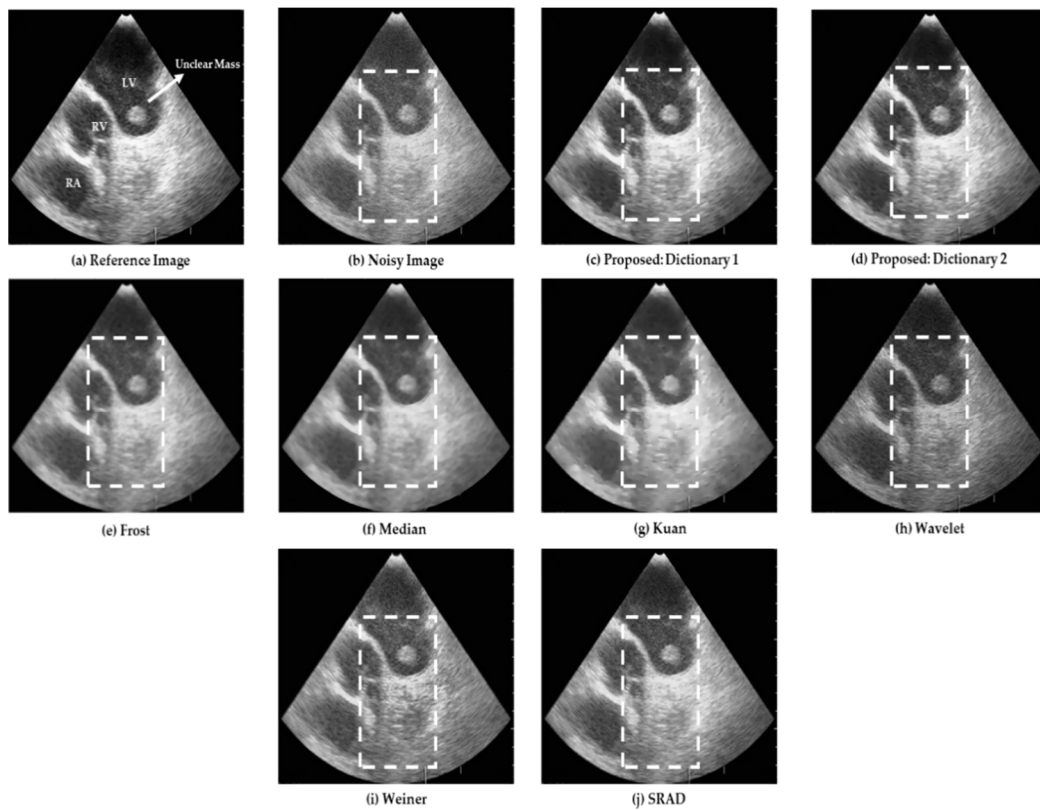 Unclear Mass
LV
RV
RA
(a) Reference Image
(b) Noisy Image
(c) Proposed: Dictionary 1
(d) Proposed: Dictionary 2
(e) Frost
(f) Median
(g) Kuan
(h) Wavelet
(i) Weiner
(j) SRAD